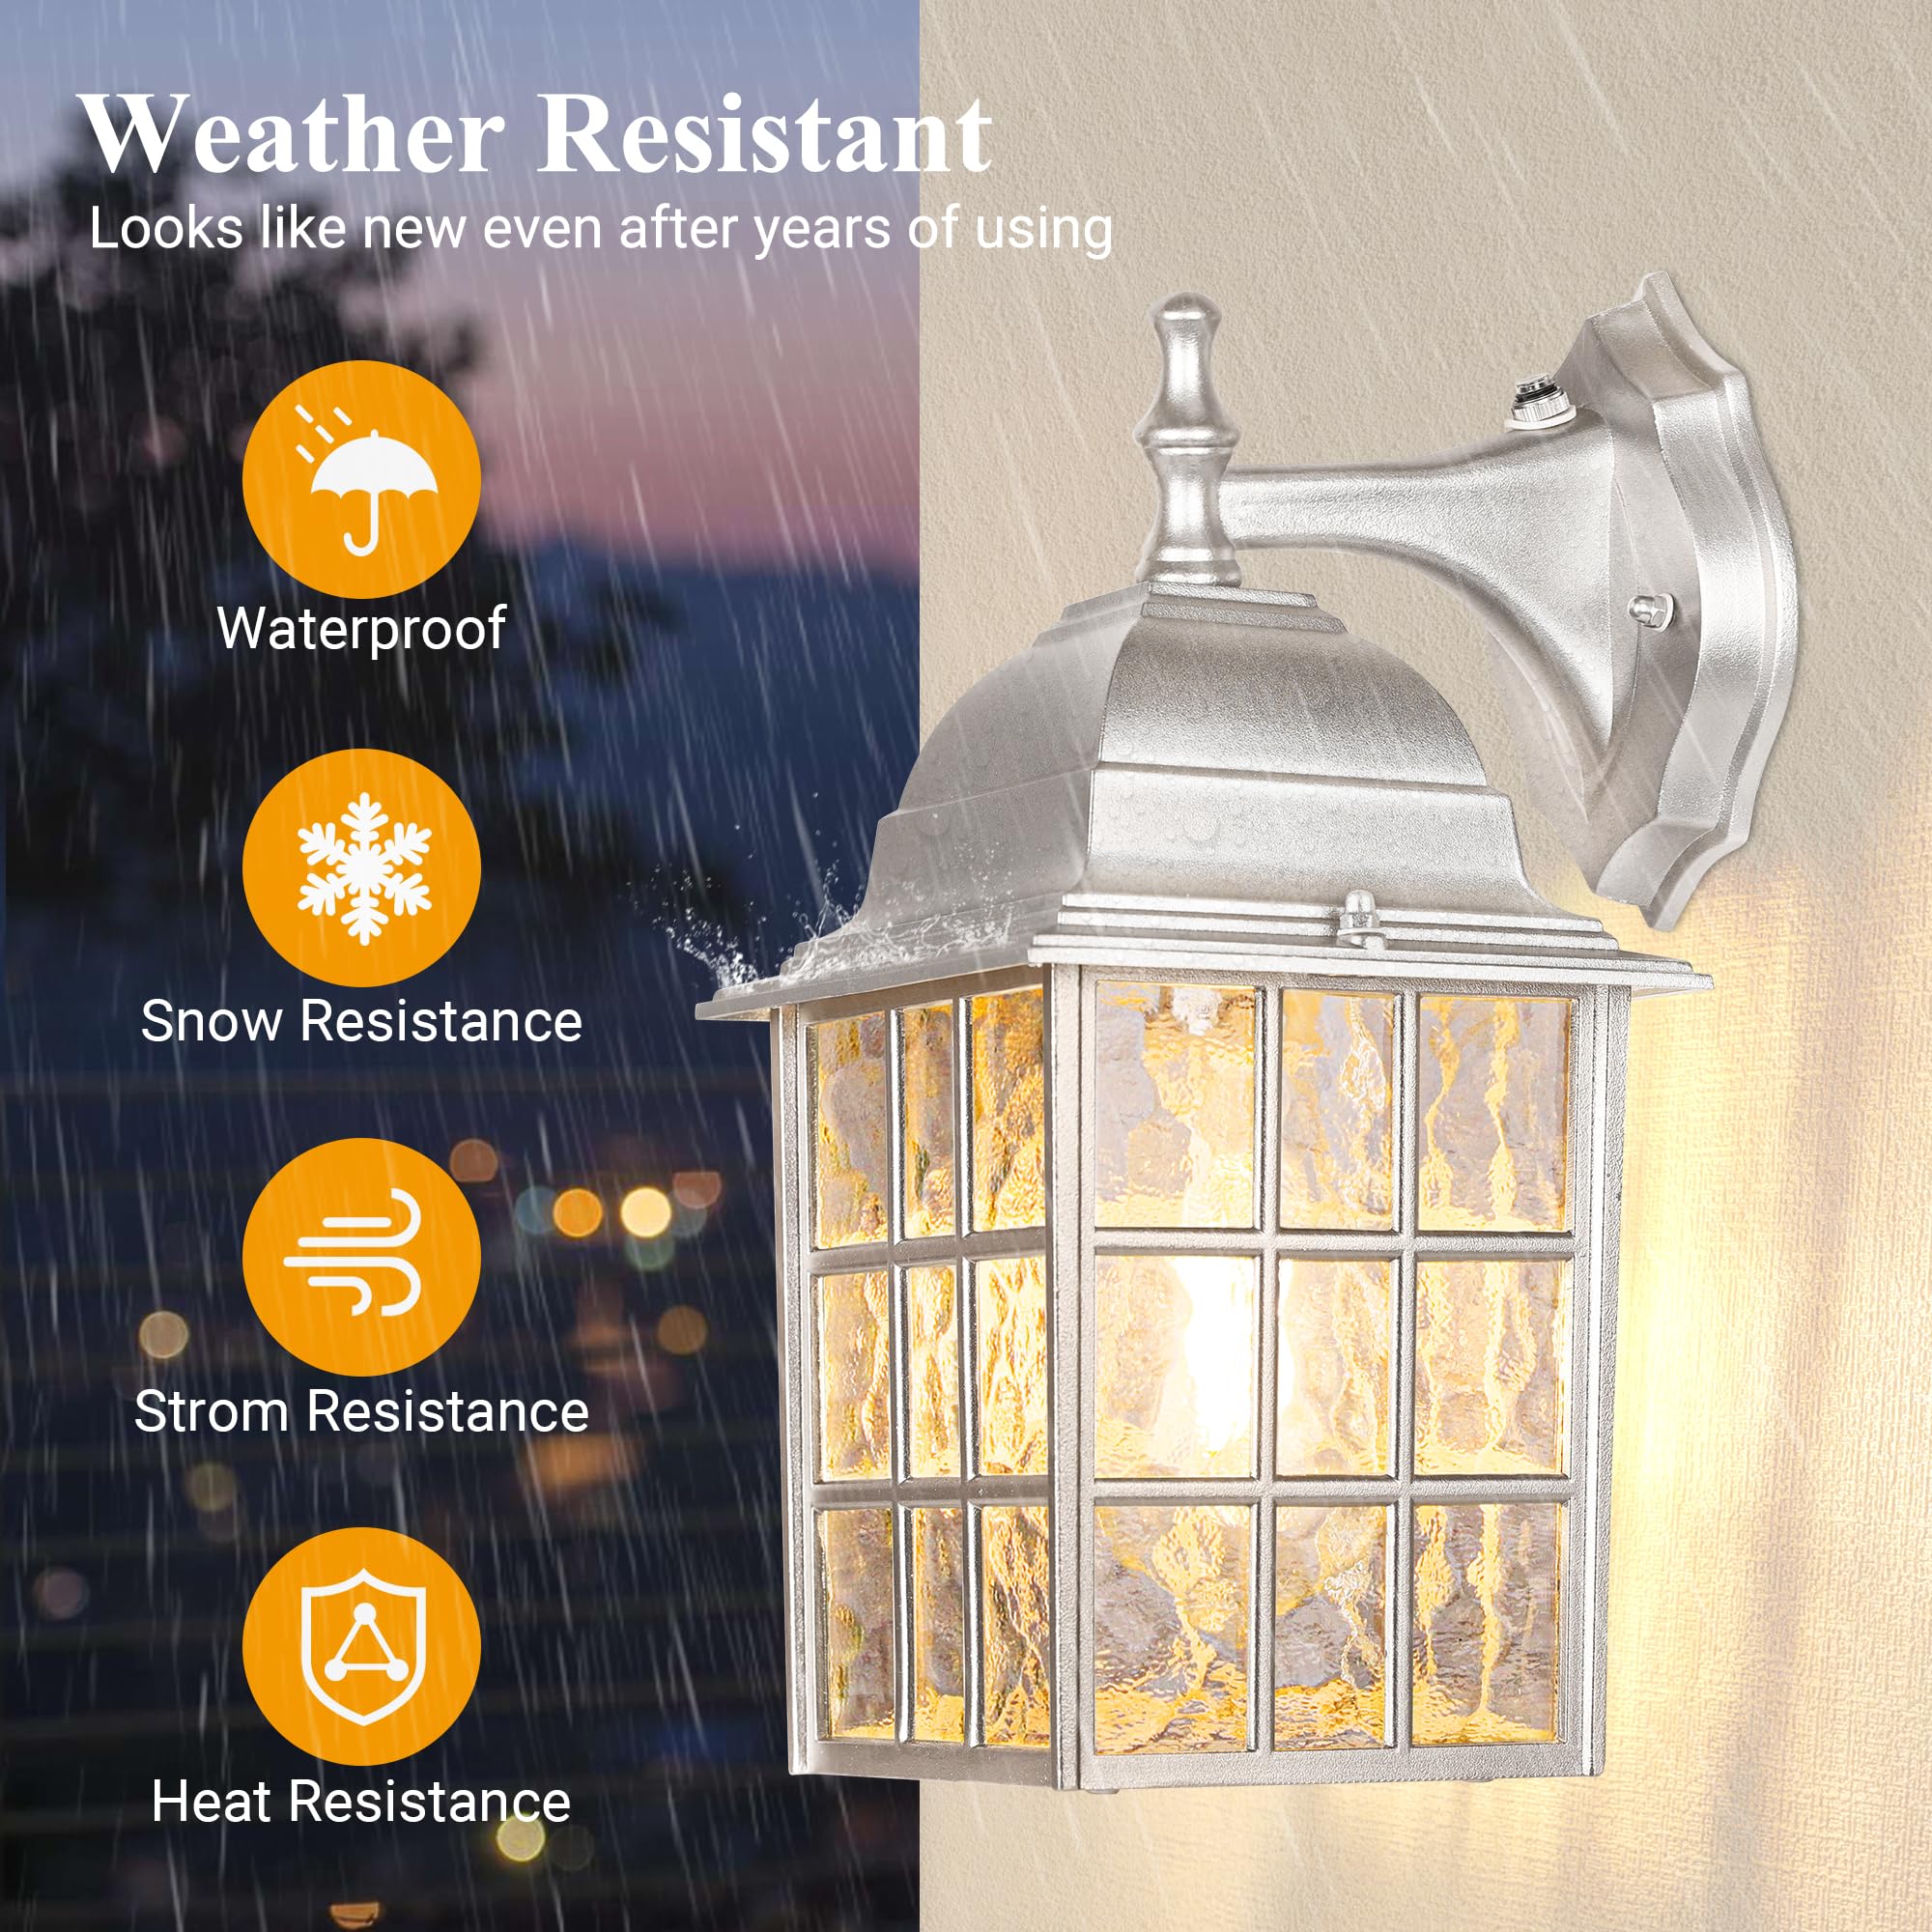 Weather Resistant
Looks like new even after years of using
Waterproof
Snow Resistance
Strom Resistance
Heat Resistance